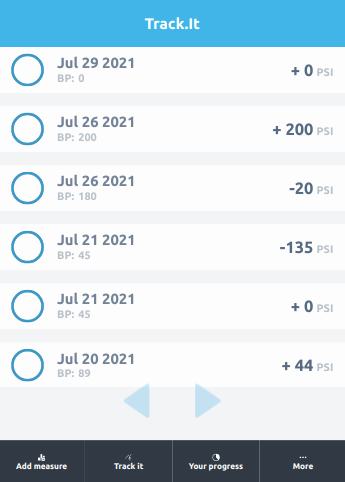 Track.It
Jul 29 2021
BP: 0
+ 0 PSI
Jul 26 2021
BP: 200
+ 200 PSI
Jul 26 2021
BP: 180
-20 PSI
Jul 21 2021
BP: 45
-135 PSI
Jul 21 2021
BP: 45
+ 0 PSI
Jul 20 2021
BP: 89
+ 44 PSI
Add measure
Track it
Your progress
More